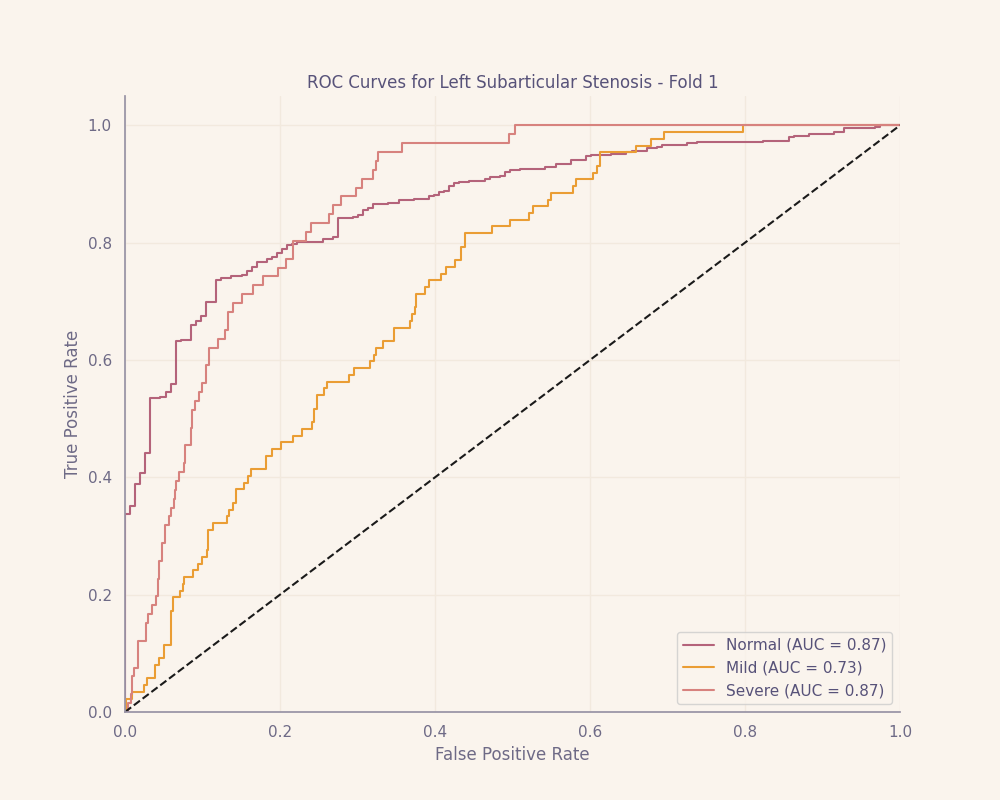 ROC Curves for Left Subarticular Stenosis - Fold 1
True Positive Rate
1.0
0.8
0.6
0.4
0.2
0.0
0.0 0.2 0.4 0.6 0.8 1.0
False Positive Rate
Normal (AUC = 0.87)
Mild (AUC = 0.73)
Severe (AUC = 0.87)